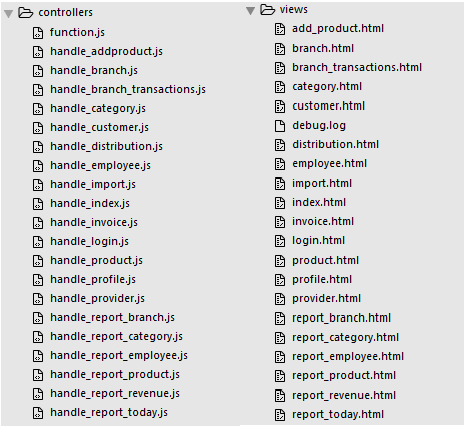 controllers
function.js
handle_addproduct.js
handle_branch.js
handle_branch_transactions.js
handle_category.js
handle_customer.js
handle_distribution.js
handle_employee.js
handle_import.js
handle_index.js
handle_invoice.js
handle_login.js
handle_product.js
handle_profile.js
handle_provider.js
handle_report_branch.js
handle_report_category.js
handle_report_employee.js
handle_report_product.js
handle_report_revenue.js
handle_report_today.js
views
add_product.html
branch.html
branch_transactions.html
category.html
customer.html
debug.log
distribution.html
employee.html
import.html
index.html
invoice.html
login.html
product.html
profile.html
provider.html
report_branch.html
report_category.html
report_employee.html
report_product.html
report_revenue.html
report_today.html